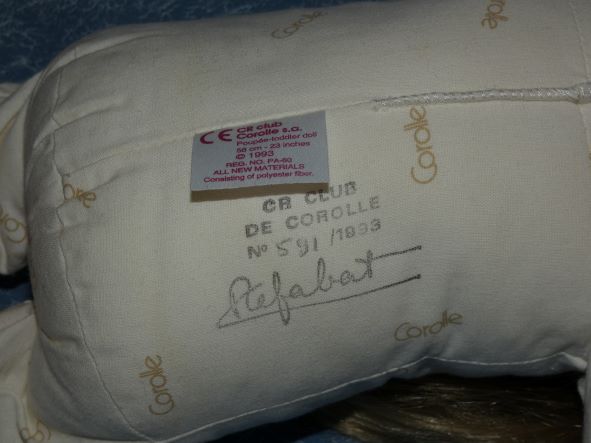 Corolle
Corolle
CE CR club
Corolle s.a.
Poupée-toddler doll
58 cm - 23 inches
© 1993
REG. NO. PA-60
ALL NEW MATERIALS
Consisting of polyester fiber.
Corolle
CR CLUB
DE COROLLE
No 591/1993
Corolle
Corolle